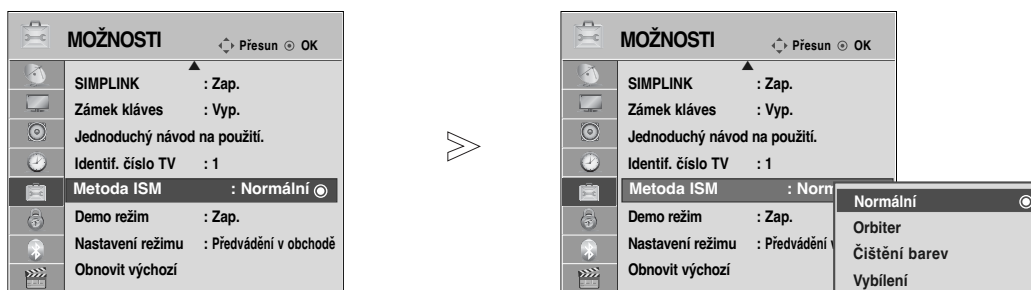 MOŽNOSTI Přesun OK
SIMPLINK : Zap.
Zámek kláves : Vyp.
Jednoduchý návod na použití.
Identif. číslo TV : 1
Metoda ISM : Normální
Demo režim : Zap.
Nastavení režimu : Předvádění v obchodě
Obnovit výchozí
MOŽNOSTI Přesun OK
SIMPLINK : Zap.
Zámek kláves : Vyp.
Jednoduchý návod na použití.
Identif. číslo TV : 1
Metoda ISM : Norm
Demo režim : Zap.
Nastavení režimu : Předvádění v
Obnovit výchozí
Normální
Orbiter
Čištění barev
Vybílení